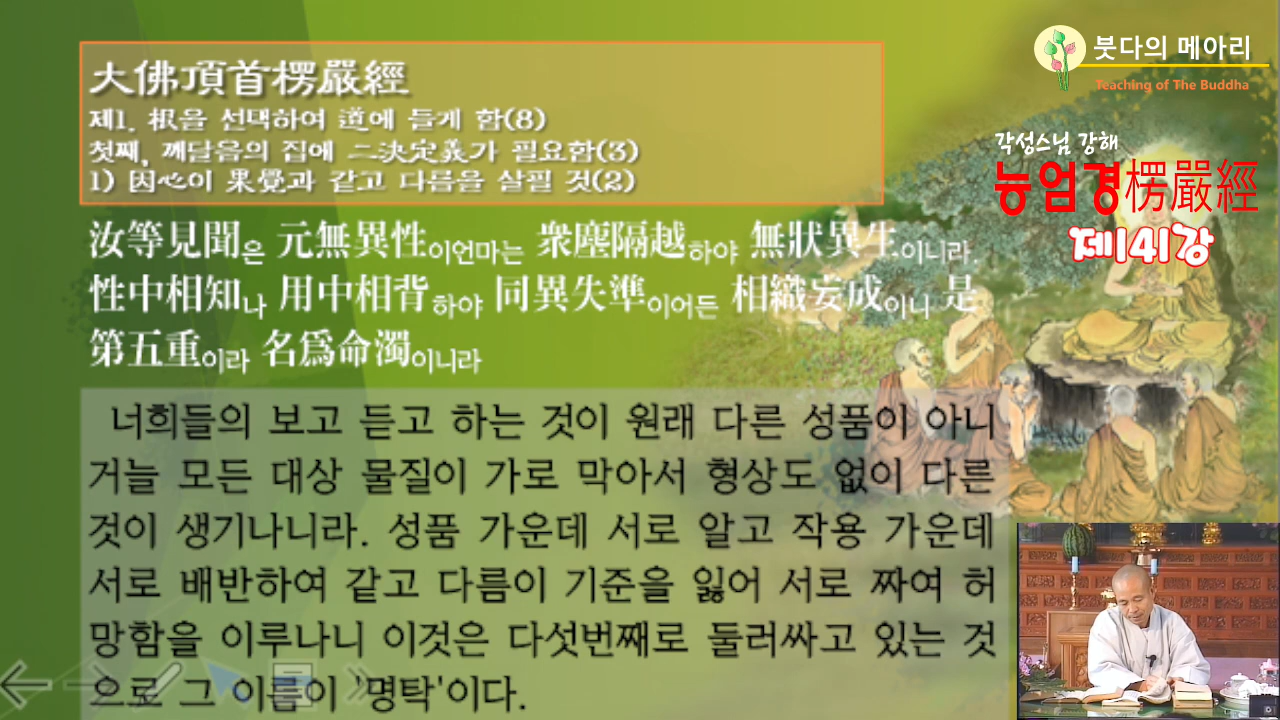 大佛頂首楞嚴經
제1. 根을 선택하여 道에 들게 함(8)
첫째, 깨달음의 집에 二決定義가 필요함(3)
1) 因心이 果覺과 같고 다름을 살필 것(2)
汝等見聞은 元無異性이언마는 衆塵隔越하야 無狀異生이니라.
性中相知나 用中相背하야 同異失準이어든 相織妄成이니 是
第五重이라 名爲命濁이니라
너희들의 보고 듣고 하는 것이 원래 다른 성품이 아니
거늘 모든 대상 물질이 가로 막아서 형상도 없이 다른
것이 생기나니라. 성품 가운데 서로 알고 작용 가운데
서로 배반하여 같고 다름이 기준을 잃어 서로 짜여 허
망함을 이루나니 이것은 다섯번째로 둘러싸고 있는 것
으로 그 이름이 '명탁'이다.
붓다의 메아리
Teaching of The Buddha
각성스님 강해
능엄경楞嚴經
제141강